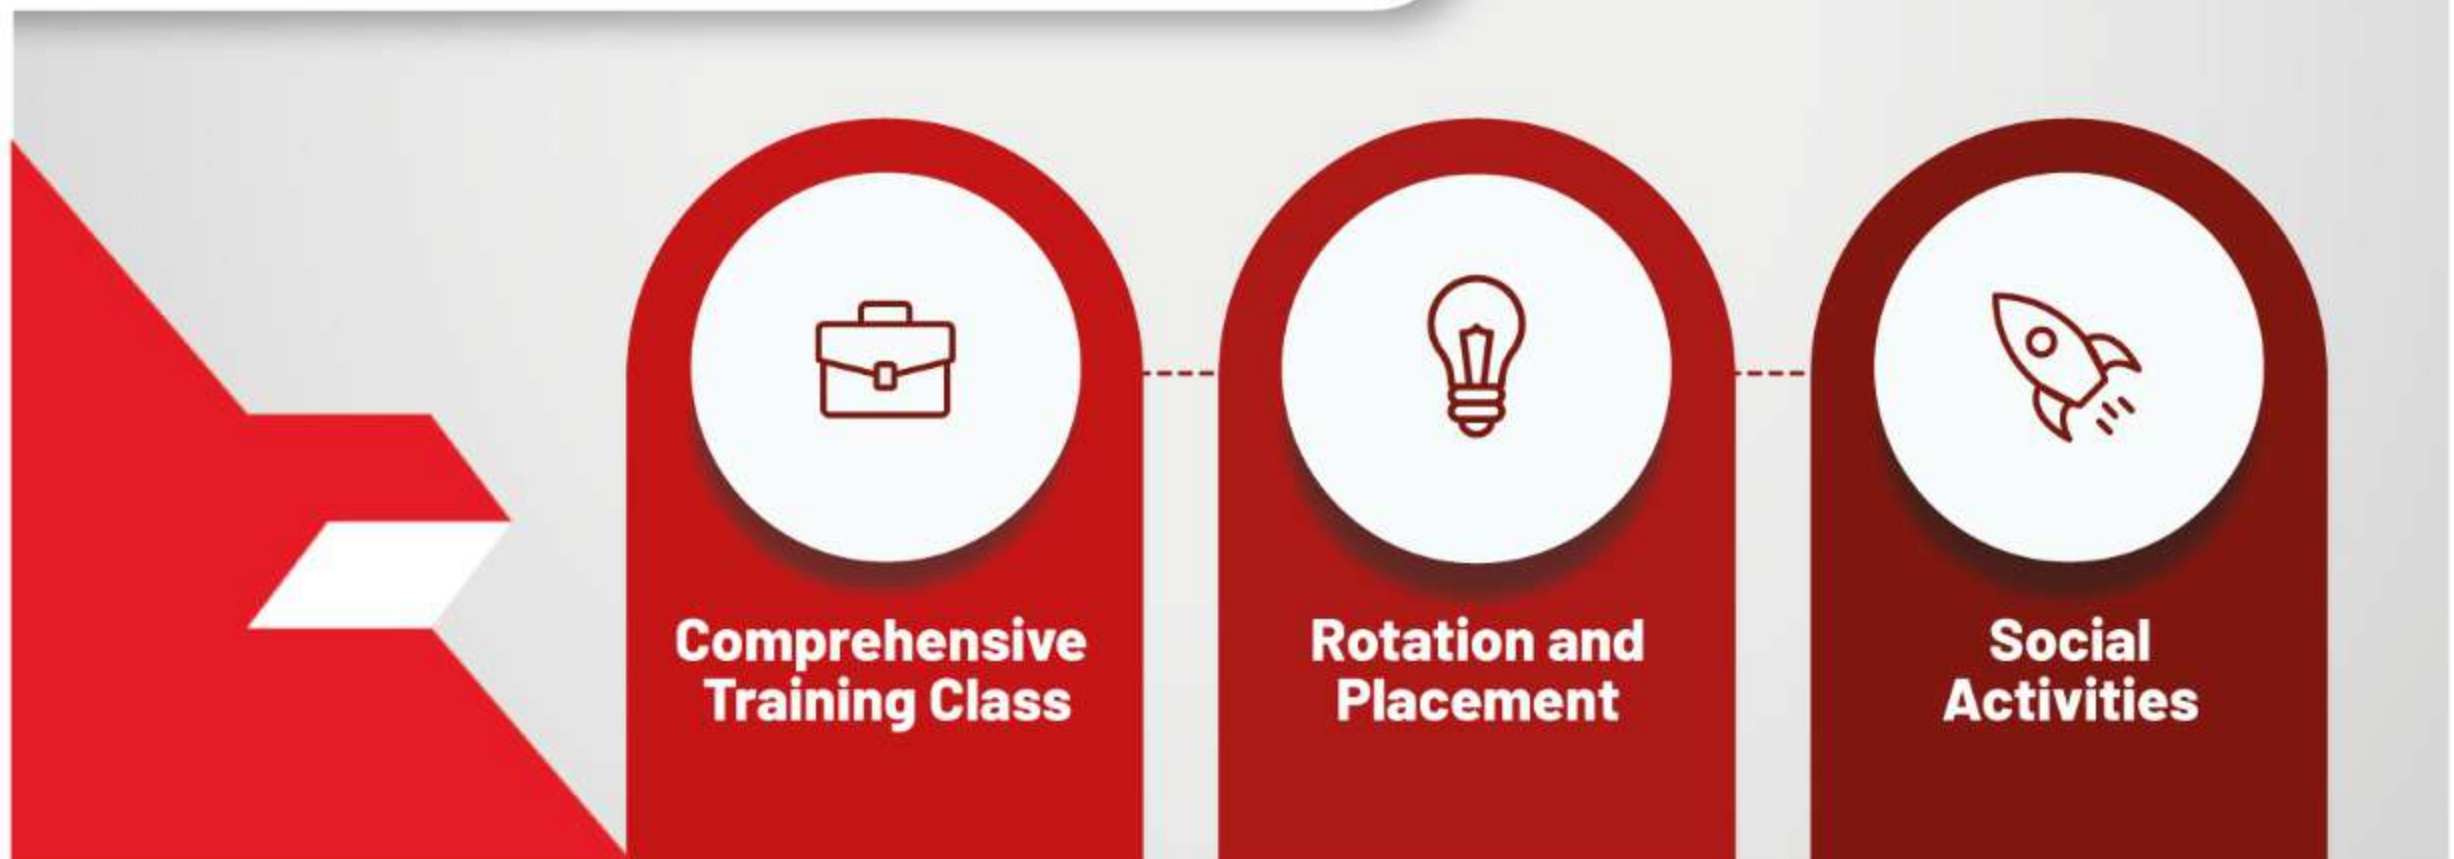 Comprehensive
Training Class
Rotation and
Placement
Social
Activities